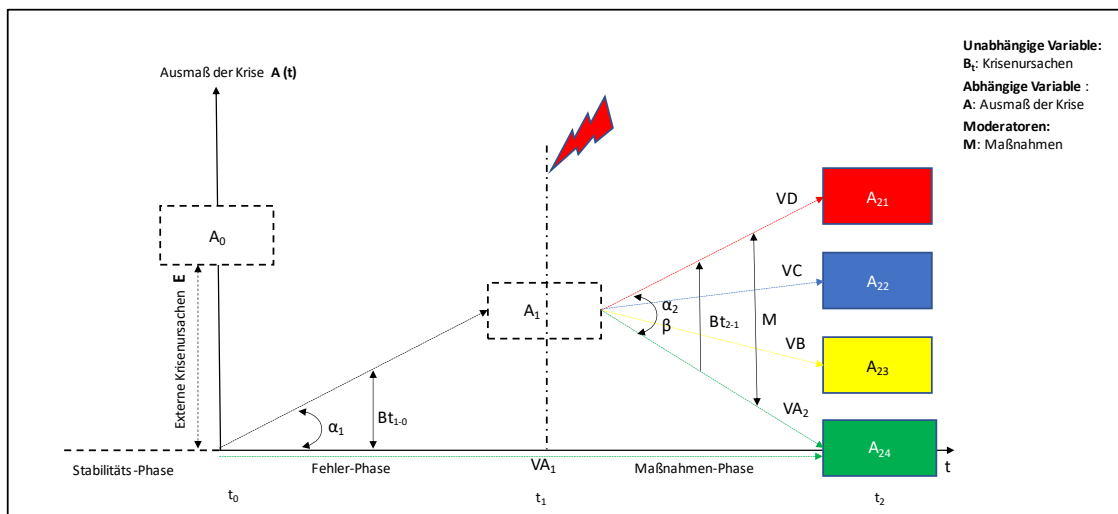 Unabhängige Variable:
Bₜ: Krisenursachen
Abhängige Variable :
A: Ausmaß der Krise
Moderatoren:
M: Maßnahmen
Ausmaß der Krise A (t)
A₀
Externe Krisenursachen E
A₁
α₁
Bt₁₋₀
α₂
β
Bt₂₋₁
M
VD
VC
VB
VA₂
A₂₁
A₂₂
A₂₃
A₂₄
t
Stabilitäts-Phase
Fehler-Phase
VA₁
Maßnahmen-Phase
t₀
t₁
t₂